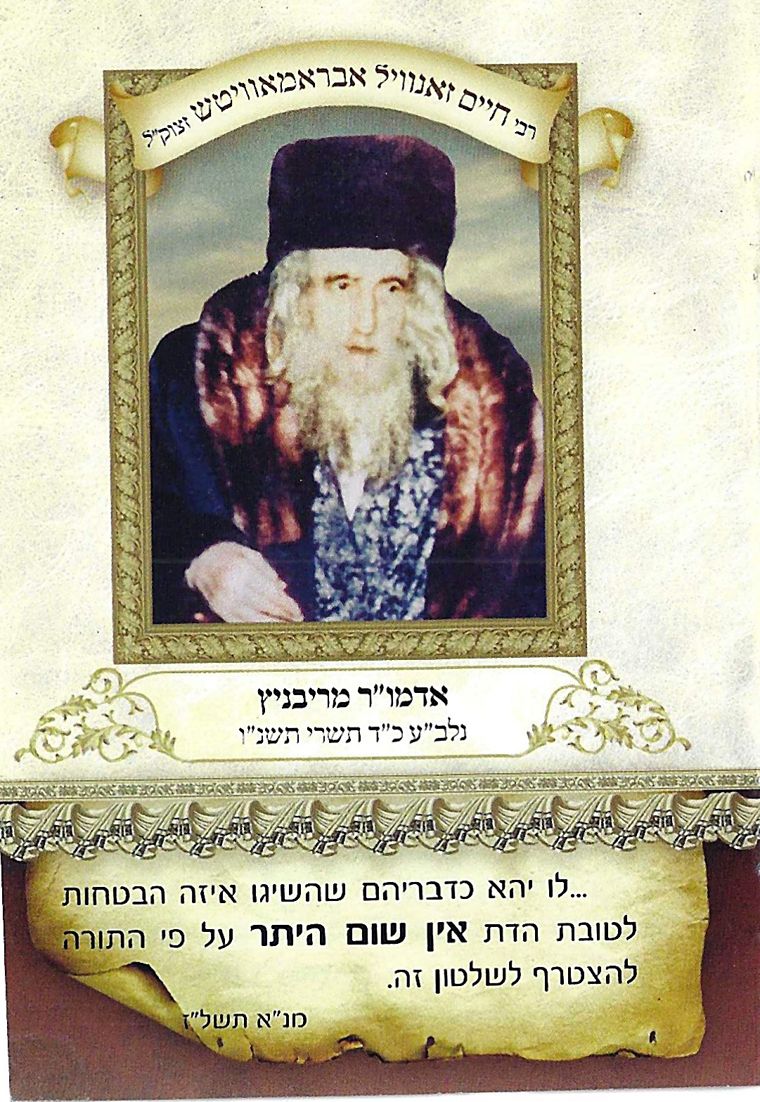 רבי חיים זאנוויל אבראמאוויטש זצוק"ל
אדמו"ר מריבניץ
נלב"ע כ"ד תשרי תשנ"ו
...לו יהא כדבריהם שהשיגו איזה הבטחות
לטובת הדת אין שום היתר על פי התורה
להצטרף לשלטון זה.
מנ"א תשל"ז